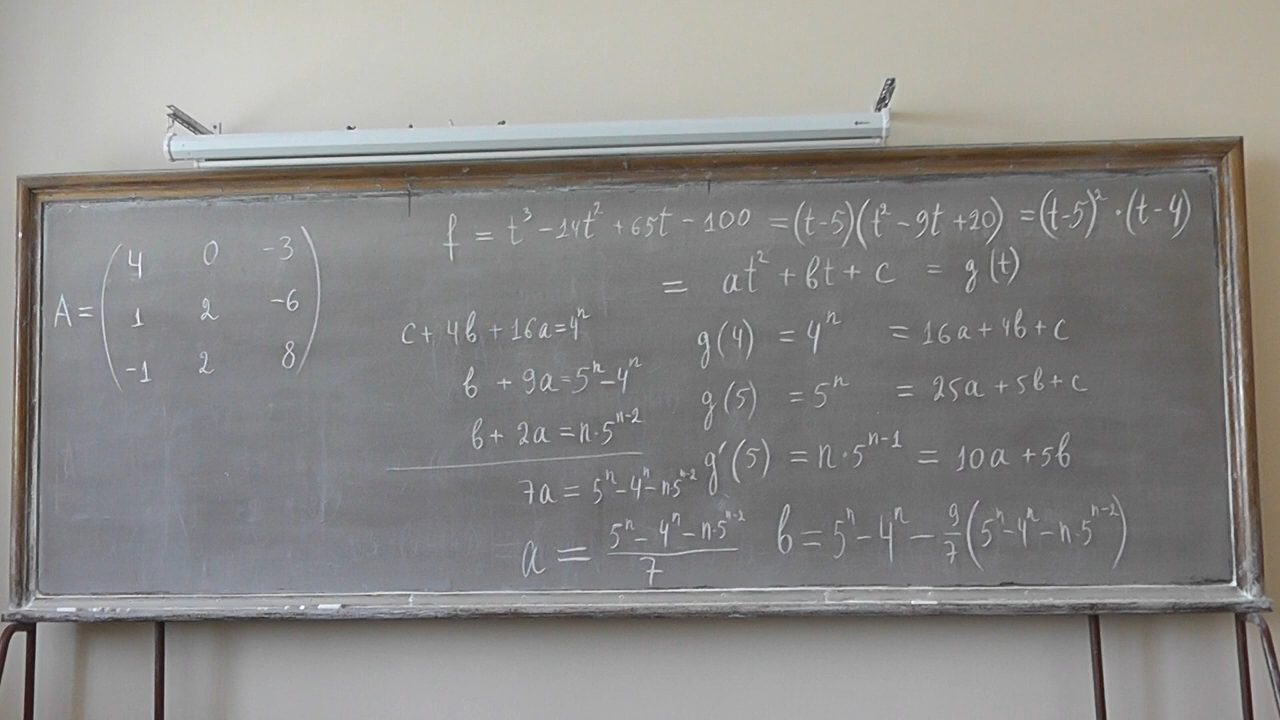 f = t³ - 14t² + 65t - 100 = (t-5)(t² - 9t + 20) = (t-5)² · (t-4)
= at² + bt + c = g(t)
A = ( 4 0 -3
1 2 -6
-1 2 8 )
c + 4b + 16a = 4ⁿ
b + 9a = 5ⁿ - 4ⁿ
b + 2a = n·5ⁿ⁻²
7a = 5ⁿ - 4ⁿ - n5ⁿ⁻²
a = (5ⁿ - 4ⁿ - n·5ⁿ⁻²)/7
g(4) = 4ⁿ = 16a + 4b + c
g(5) = 5ⁿ = 25a + 5b + c
g'(5) = n·5ⁿ⁻¹ = 10a + 5b
b = 5ⁿ - 4ⁿ - 9/7(5ⁿ - 4ⁿ - n·5ⁿ⁻²)